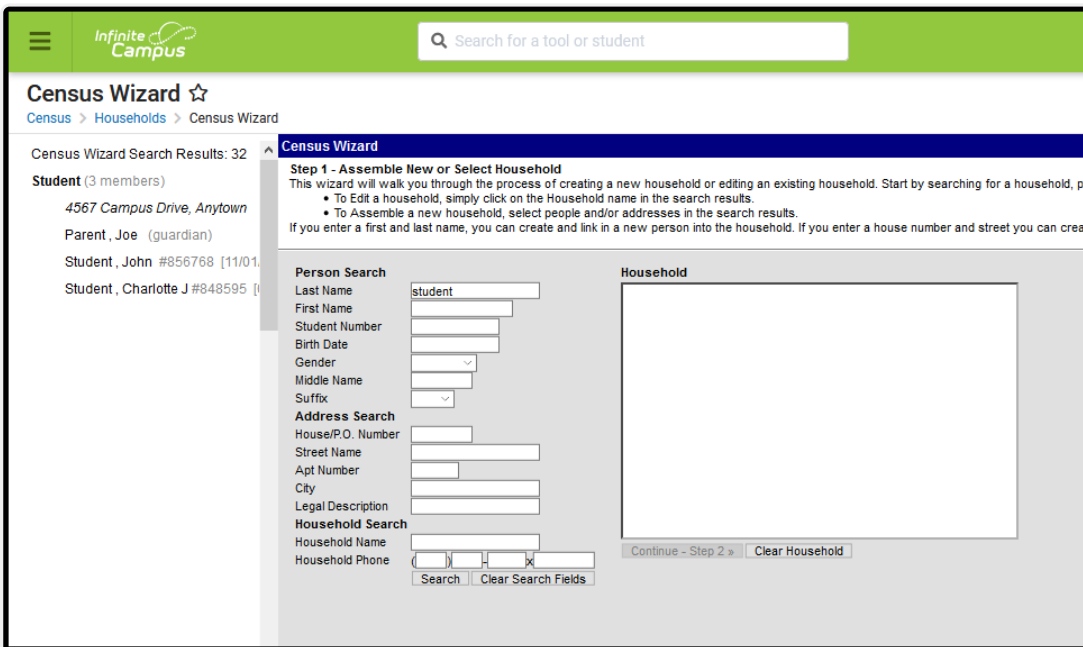 Infinite
Campus
Search for a tool or student
Census Wizard
Census > Households > Census Wizard
Census Wizard Search Results: 32
Student (3 members)
4567 Campus Drive, Anytown
Parent , Joe (guardian)
Student , John #856768 [11/01/
Student , Charlotte J #848595
Census Wizard
Step 1 - Assemble New or Select Household
This wizard will walk you through the process of creating a new household or editing an existing household. Start by searching for a household, p
• To Edit a household, simply click on the Household name in the search results.
• To Assemble a new household, select people and/or addresses in the search results.
If you enter a first and last name, you can create and link in a new person into the household. If you enter a house number and street you can crea
Person Search
Last Name student
First Name
Student Number
Birth Date
Gender
Middle Name
Suffix
Address Search
House/P.O. Number
Street Name
Apt Number
City
Legal Description
Household Search
Household Name
Household Phone ( ) - x
Search Clear Search Fields
Household
Continue - Step 2 » Clear Household